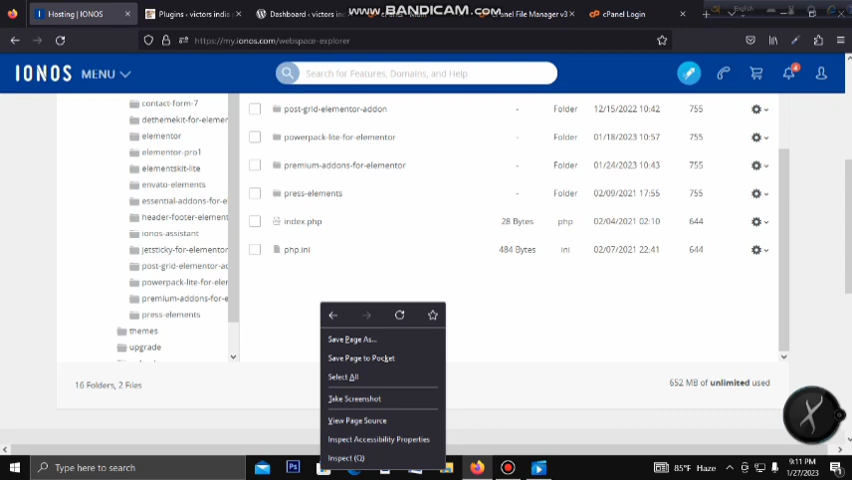 www.BANDICAM.com
Hosting | IONOS
Plugins ‹ victors india
Dashboard ‹ victors ind
cPanel File Manager v3
cPanel Login
https://my.ionos.com/webspace-explorer
IONOS MENU
Search for Features, Domains, and Help
4
contact-form-7
dethemekit-for-elemen
elementor
elementor-pro1
elementskit-lite
envato-elements
essential-addons-for-e
header-footer-element
ionos-assistant
jetsticky-for-elementor
post-grid-elementor-ad
powerpack-lite-for-ele
premium-addons-for-e
press-elements
themes
upgrade
post-grid-elementor-addon - Folder 12/15/2022 10:42 755
powerpack-lite-for-elementor - Folder 01/18/2023 10:57 755
premium-addons-for-elementor - Folder 01/24/2023 10:43 755
press-elements - Folder 02/09/2021 17:55 755
index.php 28 Bytes php 02/04/2021 02:10 644
php.ini 484 Bytes ini 02/07/2021 22:41 644
Save Page As...
Save Page to Pocket
Select All
Take Screenshot
View Page Source
Inspect Accessibility Properties
Inspect (Q)
16 Folders, 2 Files
652 MB of unlimited used
Type here to search
Ps
85°F Haze
9:11 PM
1/27/2023